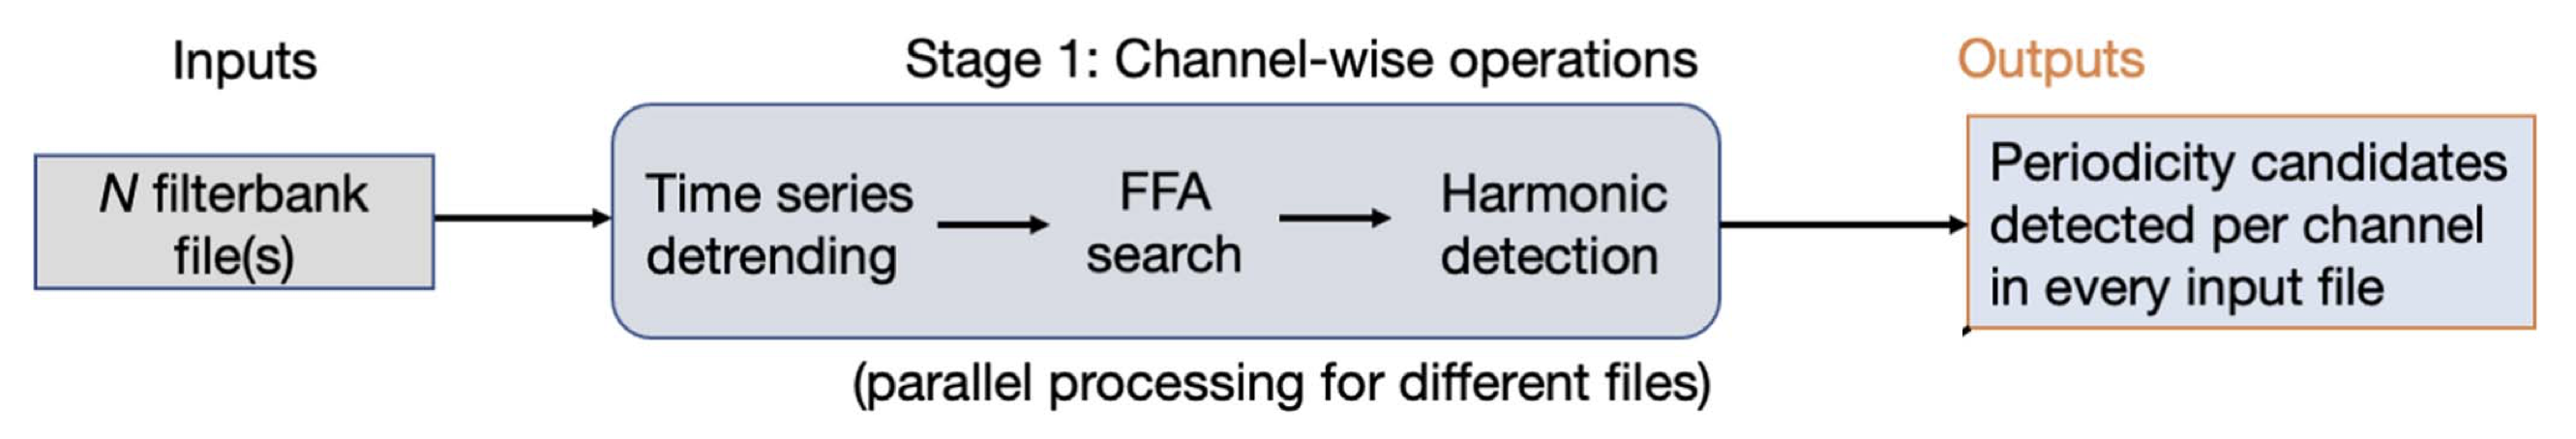 Inputs
N filterbank
file(s)
Stage 1: Channel-wise operations
Time series
detrending
FFA
search
Harmonic
detection
(parallel processing for different files)
Outputs
Periodicity candidates
detected per channel
in every input file